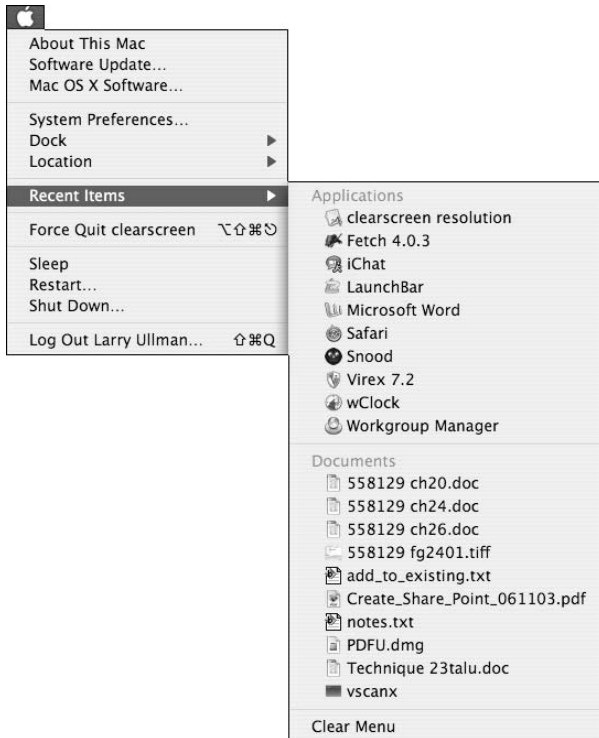 About This Mac
Software Update...
Mac OS X Software...
System Preferences...
Dock
Location
Recent Items
Force Quit clearscreen ⌥⇧⌘⎋
Sleep
Restart...
Shut Down...
Log Out Larry Ullman... ⇧⌘Q
Applications
clearscreen resolution
Fetch 4.0.3
iChat
LaunchBar
Microsoft Word
Safari
Snood
Virex 7.2
wClock
Workgroup Manager
Documents
558129 ch20.doc
558129 ch24.doc
558129 ch26.doc
558129 fg2401.tiff
add_to_existing.txt
Create_Share_Point_061103.pdf
notes.txt
PDFU.dmg
Technique 23talu.doc
vscanx
Clear Menu